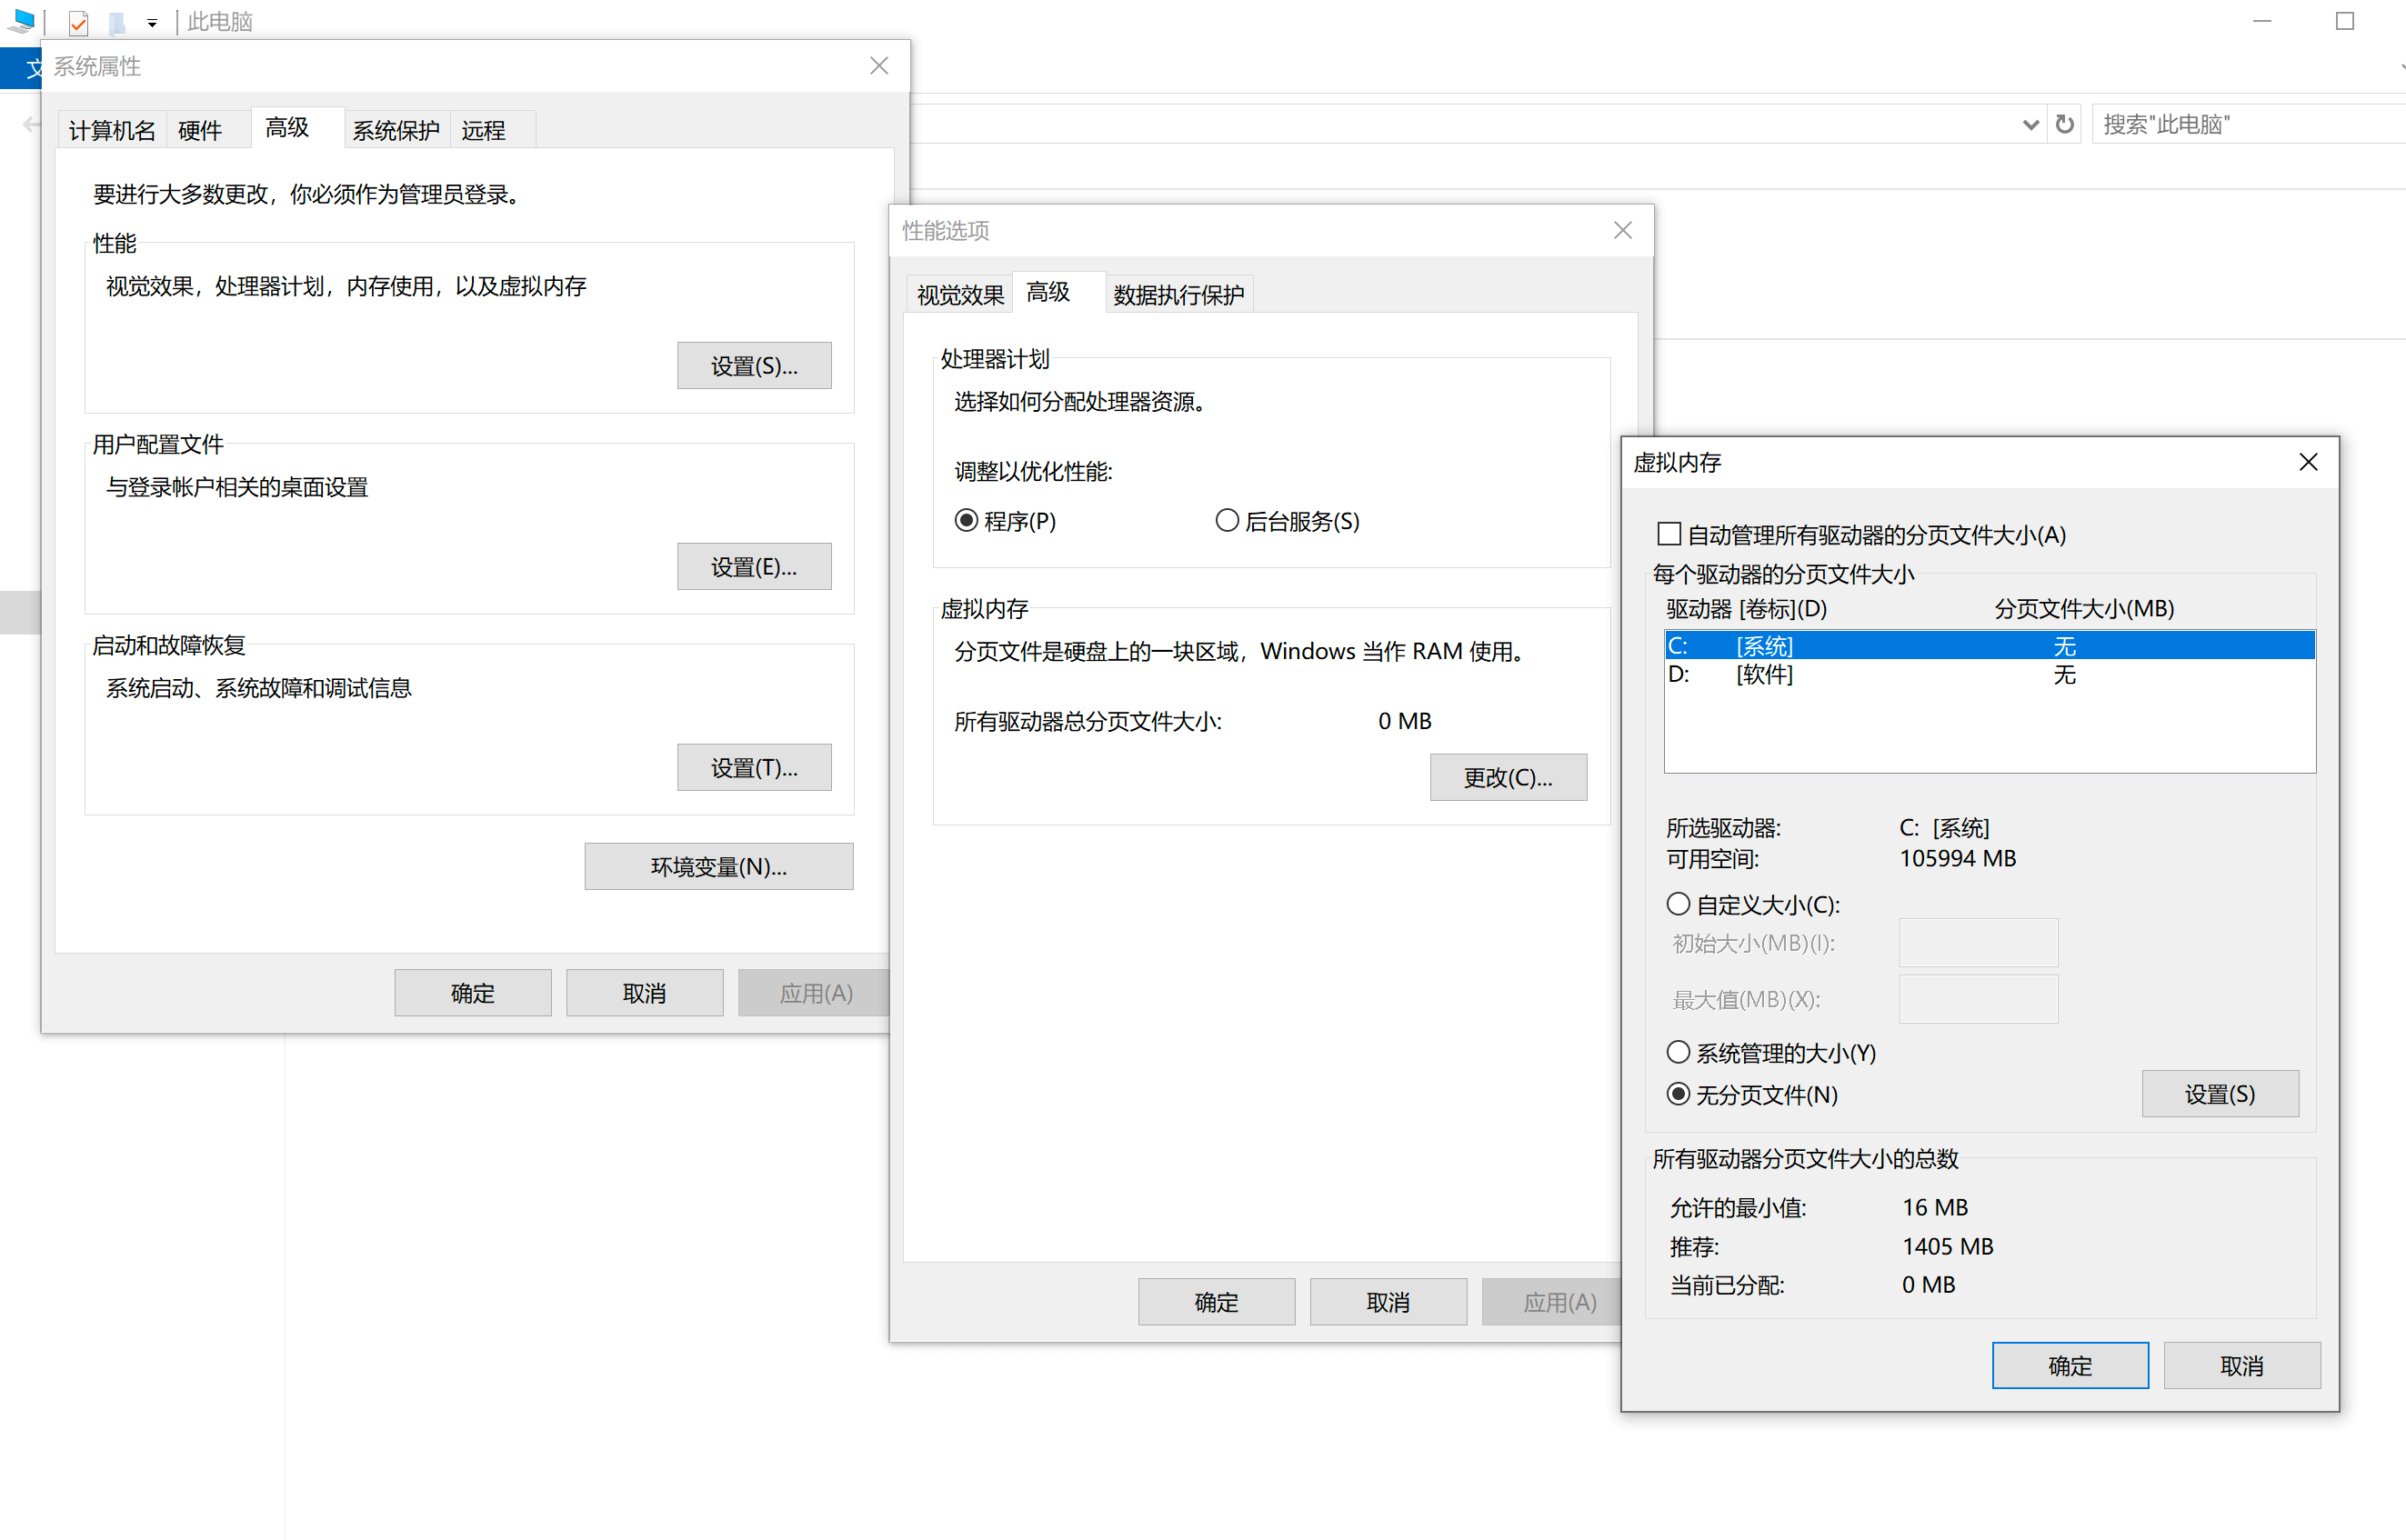 此电脑
搜索"此电脑"
系统属性
计算机名 硬件 高级 系统保护 远程
要进行大多数更改，你必须作为管理员登录。
性能
视觉效果，处理器计划，内存使用，以及虚拟内存
设置(S)...
用户配置文件
与登录帐户相关的桌面设置
设置(E)...
启动和故障恢复
系统启动、系统故障和调试信息
设置(T)...
环境变量(N)...
确定 取消 应用(A)
性能选项
视觉效果 高级 数据执行保护
处理器计划
选择如何分配处理器资源。
调整以优化性能:
程序(P) 后台服务(S)
虚拟内存
分页文件是硬盘上的一块区域，Windows 当作 RAM 使用。
所有驱动器总分页文件大小: 0 MB
更改(C)...
确定 取消 应用(A)
虚拟内存
自动管理所有驱动器的分页文件大小(A)
每个驱动器的分页文件大小
驱动器 [卷标](D) 分页文件大小(MB)
C: [系统] 无
D: [软件] 无
所选驱动器: C: [系统]
可用空间: 105994 MB
自定义大小(C):
初始大小(MB)(I):
最大值(MB)(X):
系统管理的大小(Y)
无分页文件(N) 设置(S)
所有驱动器分页文件大小的总数
允许的最小值: 16 MB
推荐: 1405 MB
当前已分配: 0 MB
确定 取消